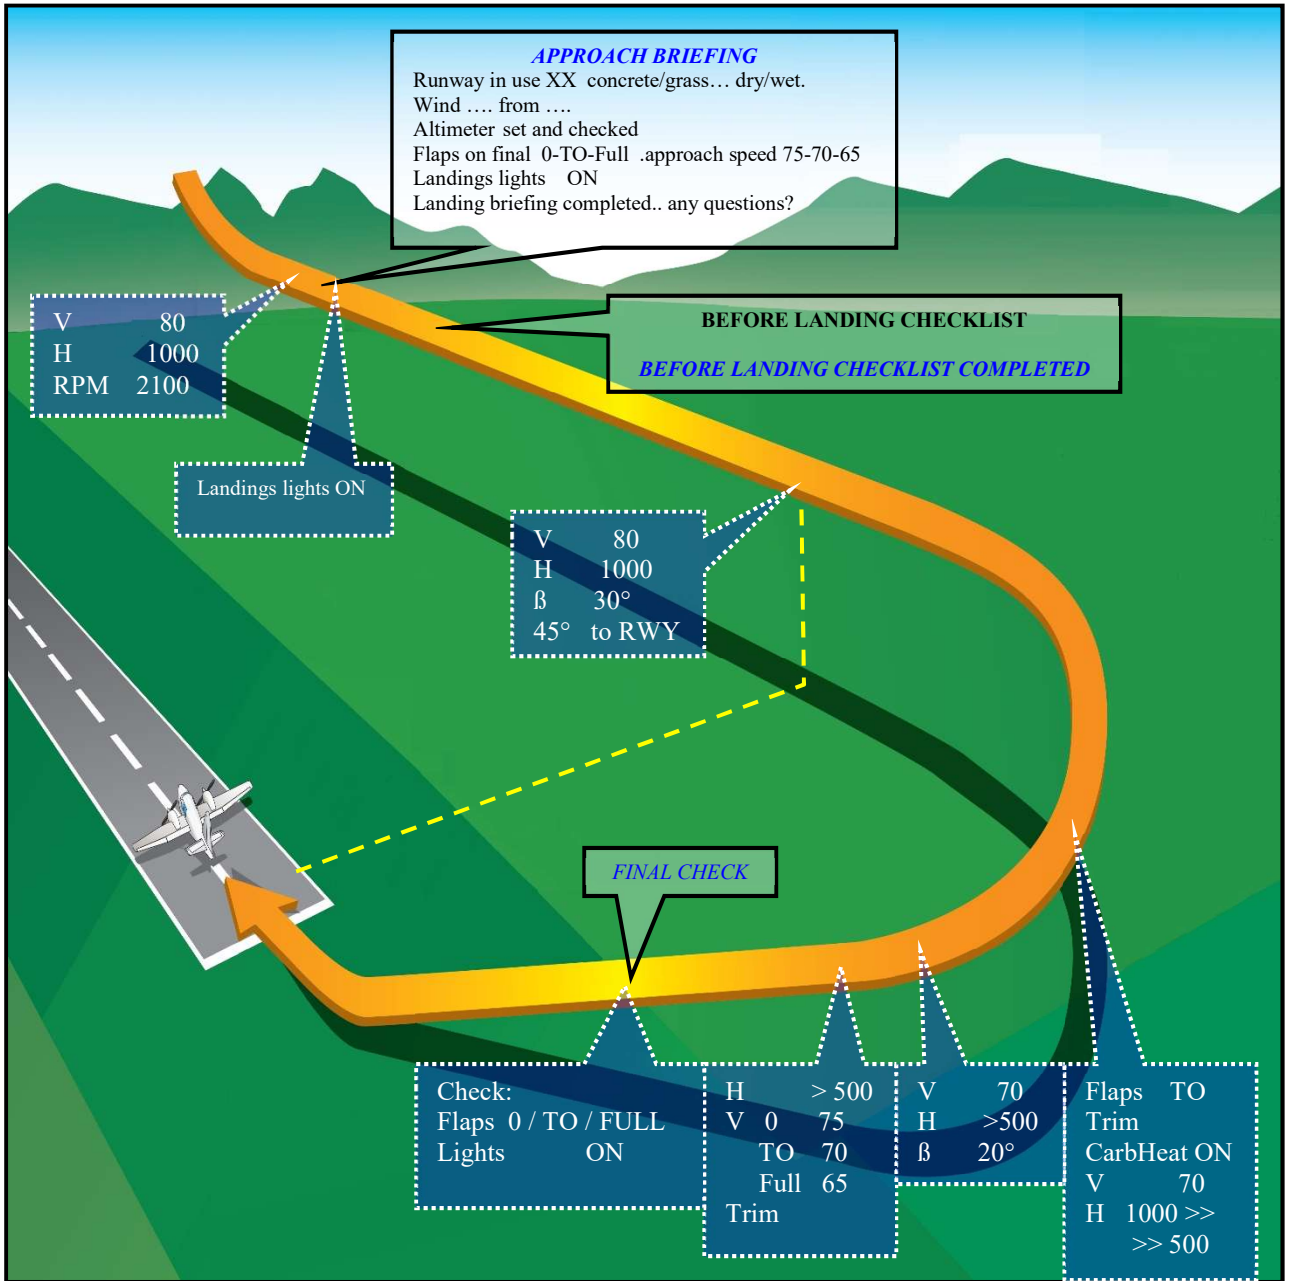 APPROACH BRIEFING
Runway in use XX concrete/grass… dry/wet.
Wind …. from ….
Altimeter set and checked
Flaps on final 0-TO-Full .approach speed 75-70-65
Landings lights ON
Landing briefing completed.. any questions?
V 80
H 1000
RPM 2100
BEFORE LANDING CHECKLIST
BEFORE LANDING CHECKLIST COMPLETED
Landings lights ON
V 80
H 1000
ß 30°
45° to RWY
FINAL CHECK
Check:
Flaps 0 / TO / FULL
Lights ON
H > 500
V 0 75
TO 70
Full 65
Trim
V 70
H >500
ß 20°
Flaps TO
Trim
CarbHeat ON
V 70
H 1000 >>
>> 500